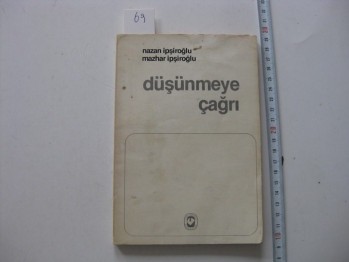 69
nazan ipşiroğlu
mazhar ipşiroğlu
düşünmeye
çağrı